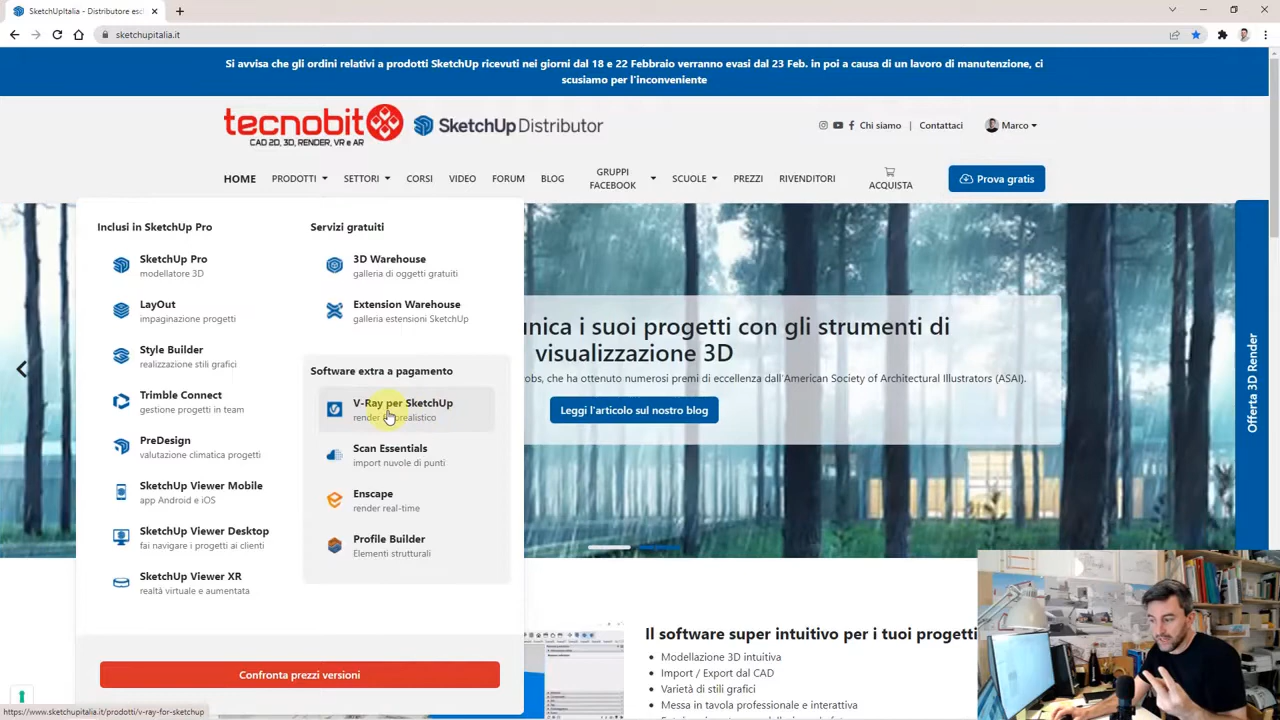 SketchUpItalia - Distributore escl
sketchupitalia.it
Si avvisa che gli ordini relativi a prodotti SketchUp ricevuti nei giorni dal 18 e 22 Febbraio verranno evasi dal 23 Feb. in poi a causa di un lavoro di manutenzione, ci
scusiamo per l'inconveniente
tecnobit
CAD 2D, 3D, RENDER, VR e AR
SketchUp Distributor
Chi siamo | Contattaci
Marco
HOME PRODOTTI SETTORI CORSI VIDEO FORUM BLOG GRUPPI FACEBOOK SCUOLE PREZZI RIVENDITORI ACQUISTA
Prova gratis
Inclusi in SketchUp Pro
SketchUp Pro
modellatore 3D
LayOut
impaginazione progetti
Style Builder
realizzazione stili grafici
Trimble Connect
gestione progetti in team
PreDesign
valutazione climatica progetti
SketchUp Viewer Mobile
app Android e iOS
SketchUp Viewer Desktop
fai navigare i progetti ai clienti
SketchUp Viewer XR
realtà virtuale e aumentata
Servizi gratuiti
3D Warehouse
galleria di oggetti gratuiti
Extension Warehouse
galleria estensioni SketchUp
Software extra a pagamento
V-Ray per SketchUp
render
Scan Essentials
import nuvole di punti
Enscape
render real-time
Profile Builder
Elementi strutturali
Confronta prezzi versioni
i suoi progetti con gli strumenti di
visualizzazione 3D
che ha ottenuto numerosi premi di eccellenza dall'American Society of Architectural Illustrators (ASAI).
Leggi l'articolo sul nostro blog
Offerta 3D Render
Il software super intuitivo per i tuoi progetti
Modellazione 3D intuitiva
Import / Export dal CAD
Varietà di stili grafici
Messa in tavola professionale e interattiva
https://www.sketchupitalia.it/prodotti/v-ray-for-sketchup